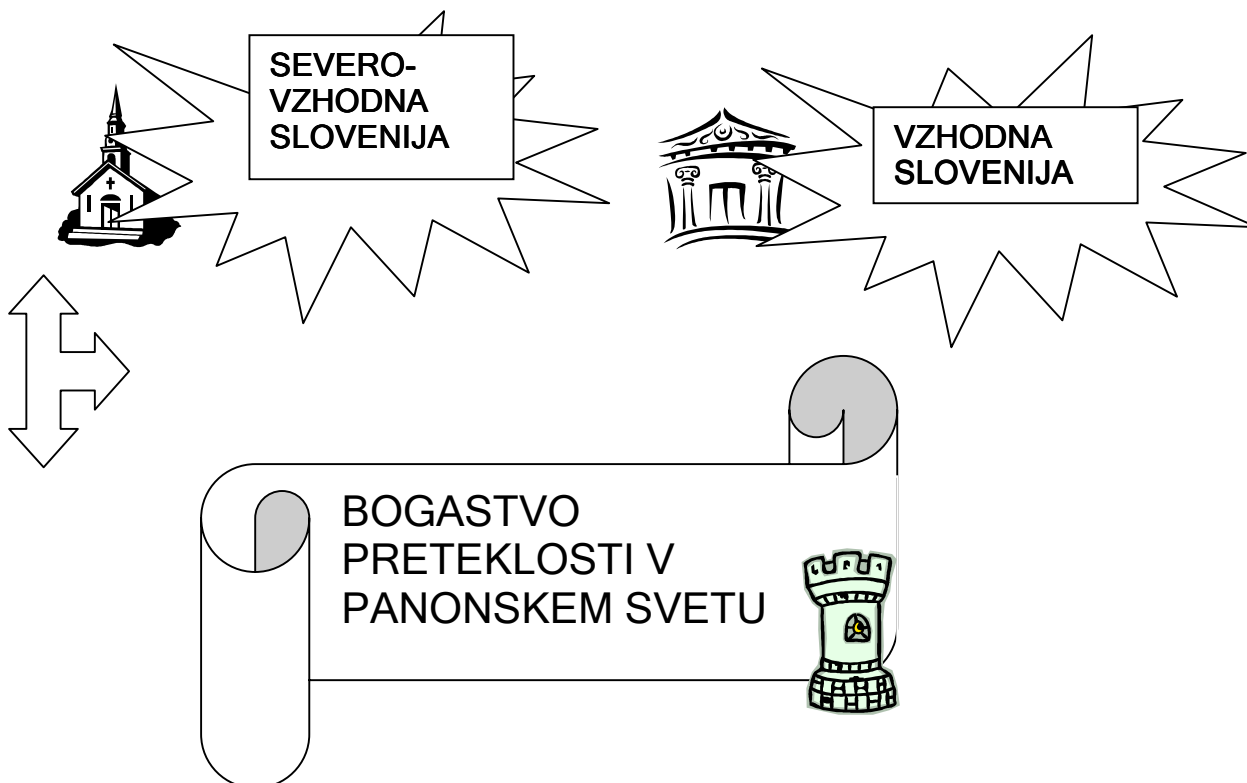 SEVERO-
VZHODNA
SLOVENIJA
VZHODNA
SLOVENIJA
BOGASTVO
PRETEKLOSTI V
PANONSKEM SVETU